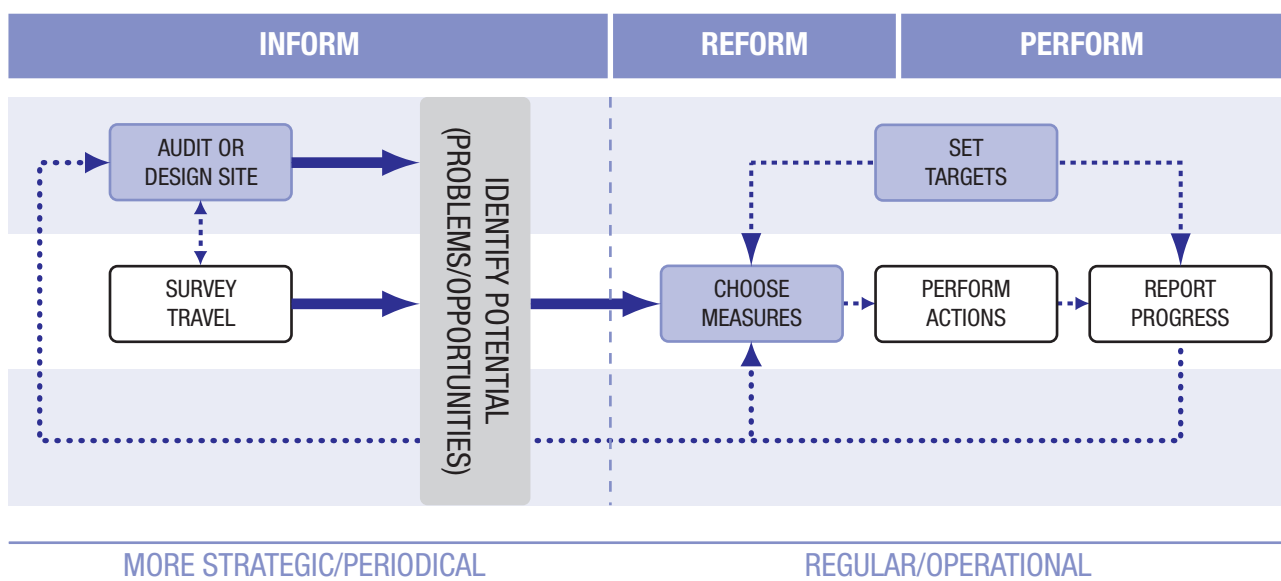 INFORM
REFORM
PERFORM
AUDIT OR
DESIGN SITE
SURVEY
TRAVEL
IDENTIFY POTENTIAL
(PROBLEMS/OPPORTUNITIES)
SET
TARGETS
CHOOSE
MEASURES
PERFORM
ACTIONS
REPORT
PROGRESS
MORE STRATEGIC/PERIODICAL
REGULAR/OPERATIONAL